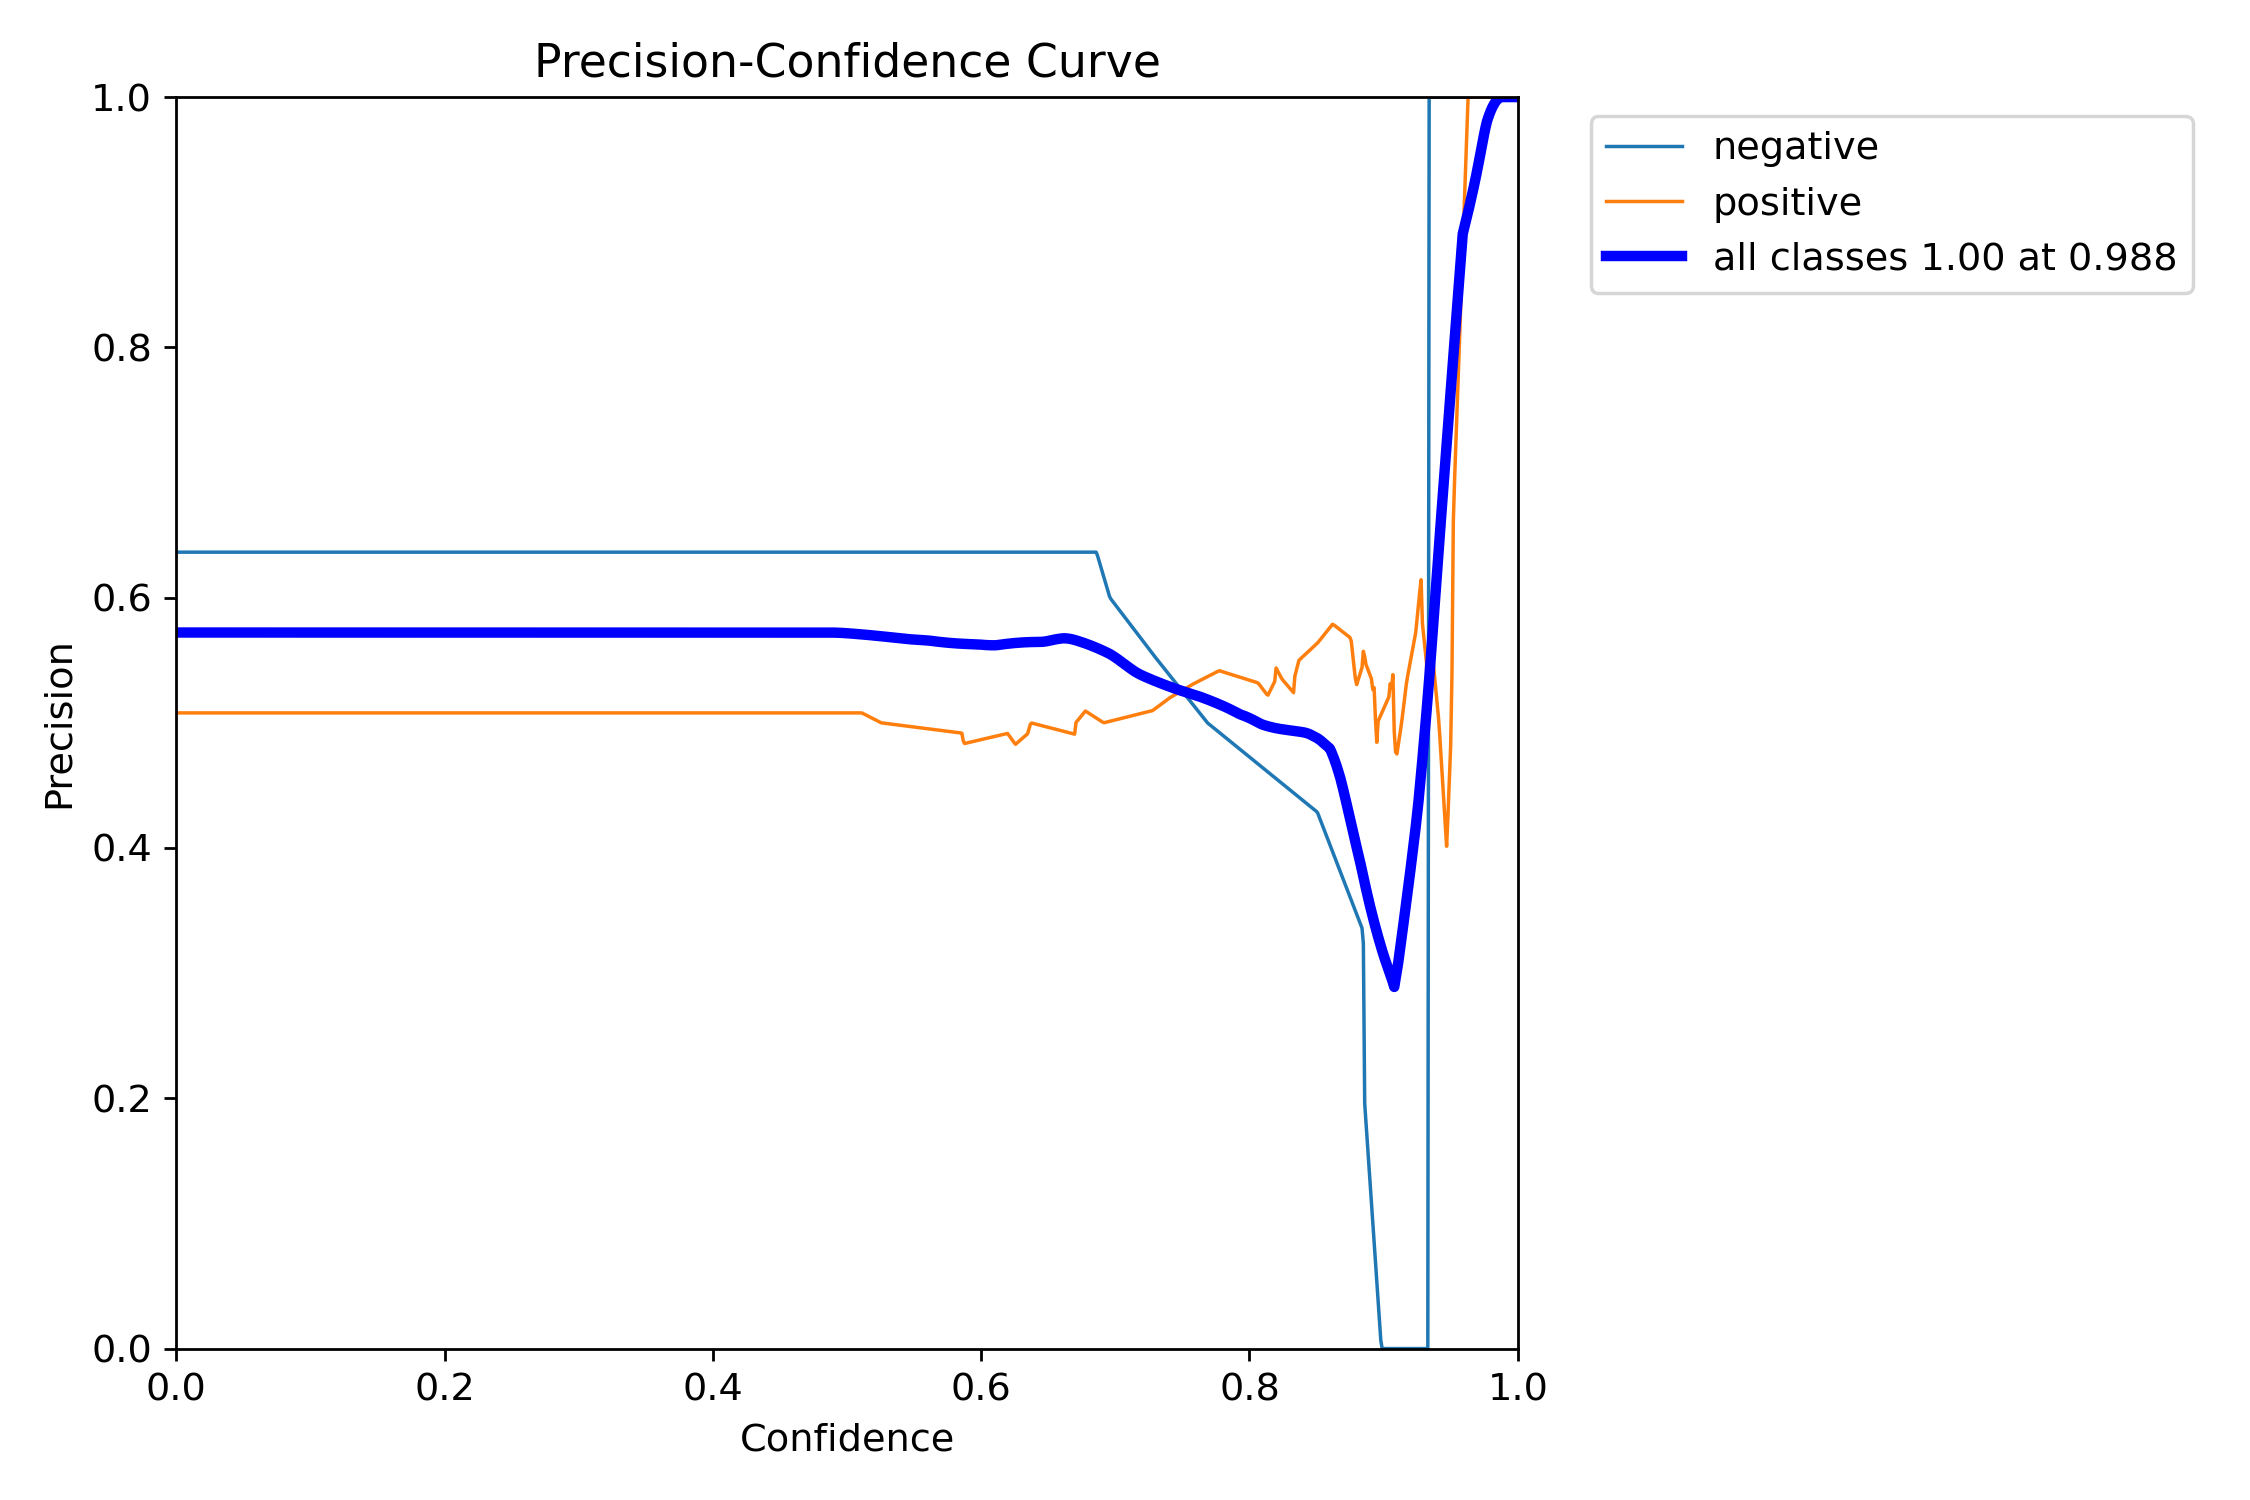 Precision-Confidence Curve
1.0
0.8
0.6
0.4
0.2
0.0
Precision
0.0 0.2 0.4 0.6 0.8 1.0
Confidence
negative
positive
all classes 1.00 at 0.988